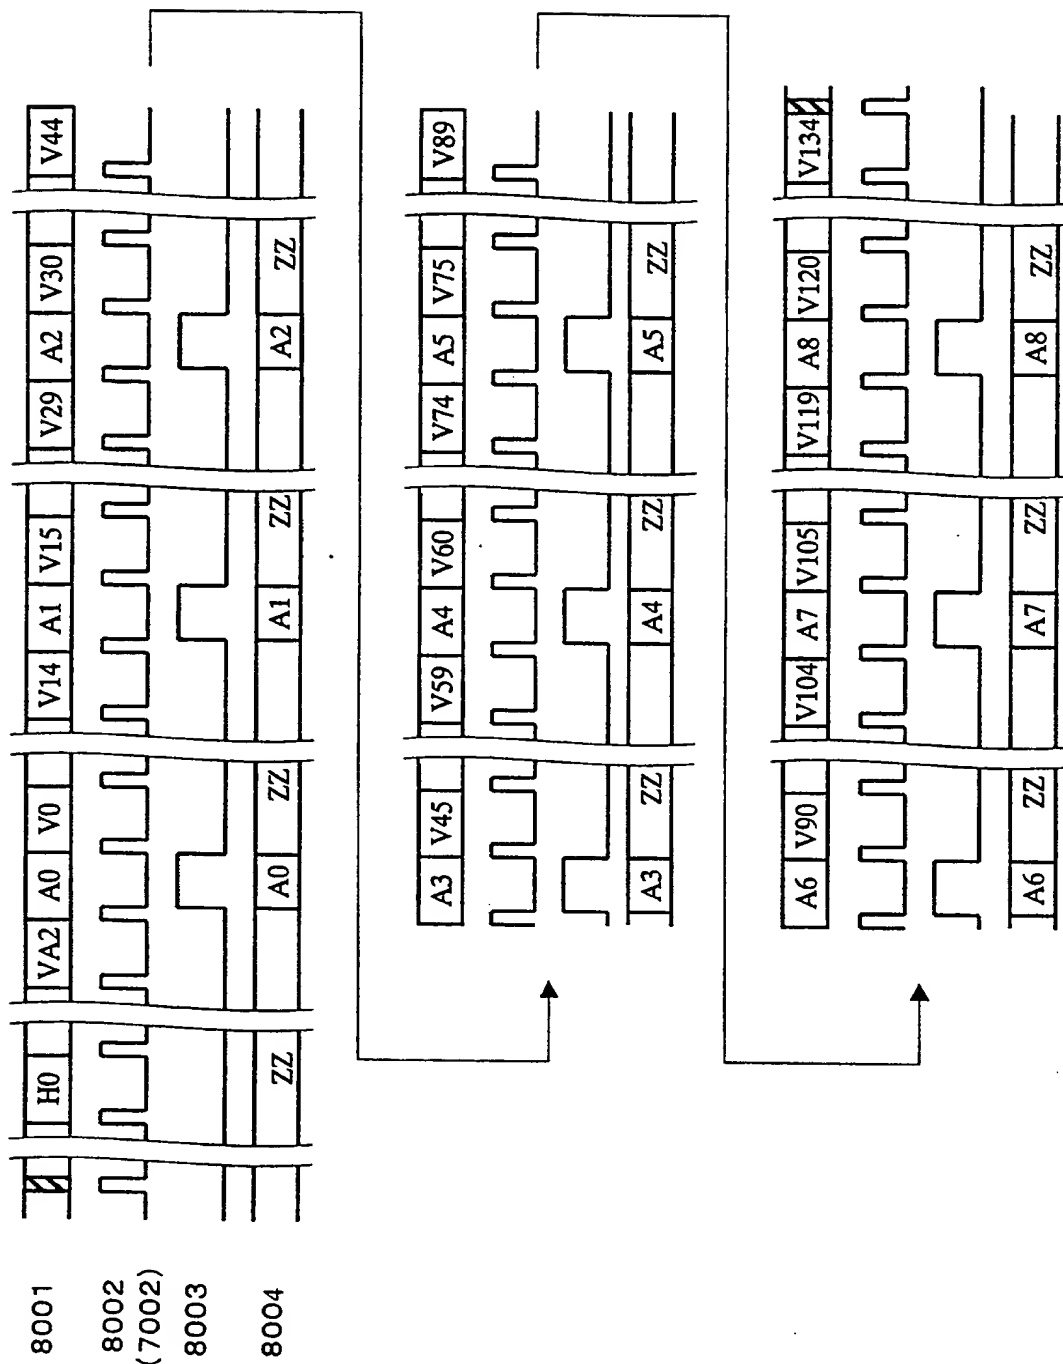 8001 H0 VA2 A0 V0 V14 A1 V15 V29 A2 V30 V44
8002
(7002)
8003
8004 ZZ A0 ZZ A1 ZZ A2 ZZ
A3 V45 V59 A4 V60 V74 A5 V75 V89
A3 ZZ A4 ZZ A5 ZZ
A6 V90 V104 A7 V105 V119 A8 V120 V134
A6 ZZ A7 ZZ A8 ZZ